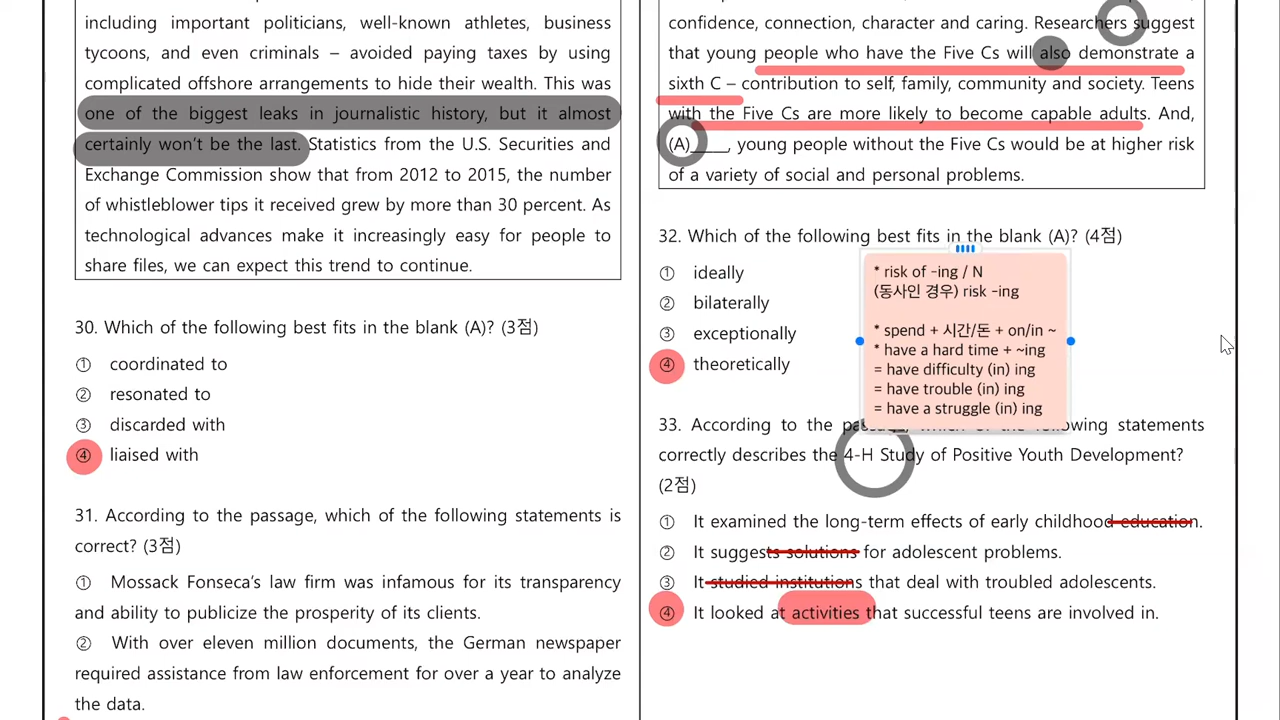 including important politicians, well-known athletes, business
tycoons, and even criminals – avoided paying taxes by using
complicated offshore arrangements to hide their wealth. This was
one of the biggest leaks in journalistic history, but it almost
certainly won't be the last. Statistics from the U.S. Securities and
Exchange Commission show that from 2012 to 2015, the number
of whistleblower tips it received grew by more than 30 percent. As
technological advances make it increasingly easy for people to
share files, we can expect this trend to continue.
30. Which of the following best fits in the blank (A)? (3점)
① coordinated to
② resonated to
③ discarded with
④ liaised with
31. According to the passage, which of the following statements is
correct? (3점)
① Mossack Fonseca's law firm was infamous for its transparency
and ability to publicize the prosperity of its clients.
② With over eleven million documents, the German newspaper
required assistance from law enforcement for over a year to analyze
the data.
confidence, connection, character and caring. Researchers suggest
that young people who have the Five Cs will also demonstrate a
sixth C – contribution to self, family, community and society. Teens
with the Five Cs are more likely to become capable adults. And,
(A)____, young people without the Five Cs would be at higher risk
of a variety of social and personal problems.
32. Which of the following best fits in the blank (A)? (4점)
① ideally
② bilaterally
③ exceptionally
④ theoretically
* risk of -ing / N
(동사인 경우) risk -ing
* spend + 시간/돈 + on/in ~
* have a hard time + ~ing
= have difficulty (in) ing
= have trouble (in) ing
= have a struggle (in) ing
33. According to the passage, which of the following statements
correctly describes the 4-H Study of Positive Youth Development?
(2점)
① It examined the long-term effects of early childhood education.
② It suggests solutions for adolescent problems.
③ It studied institutions that deal with troubled adolescents.
④ It looked at activities that successful teens are involved in.